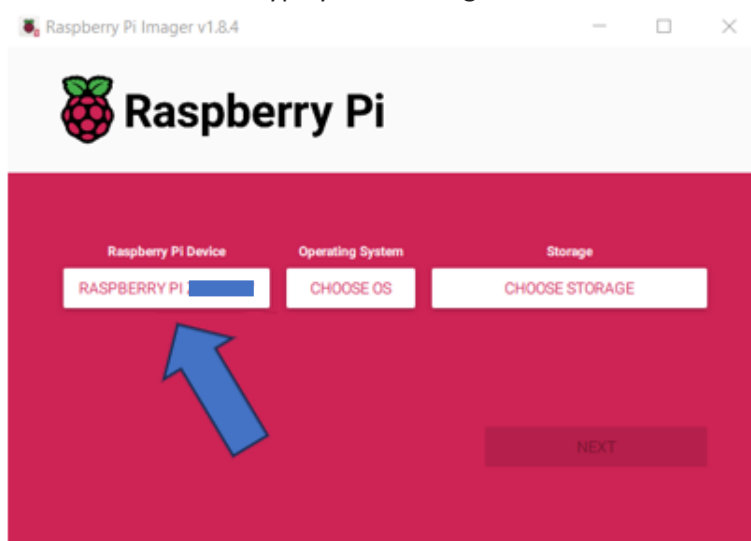 Raspberry Pi Imager v1.8.4
Raspberry Pi
Raspberry Pi Device Operating System Storage
RASPBERRY PI CHOOSE OS CHOOSE STORAGE
NEXT